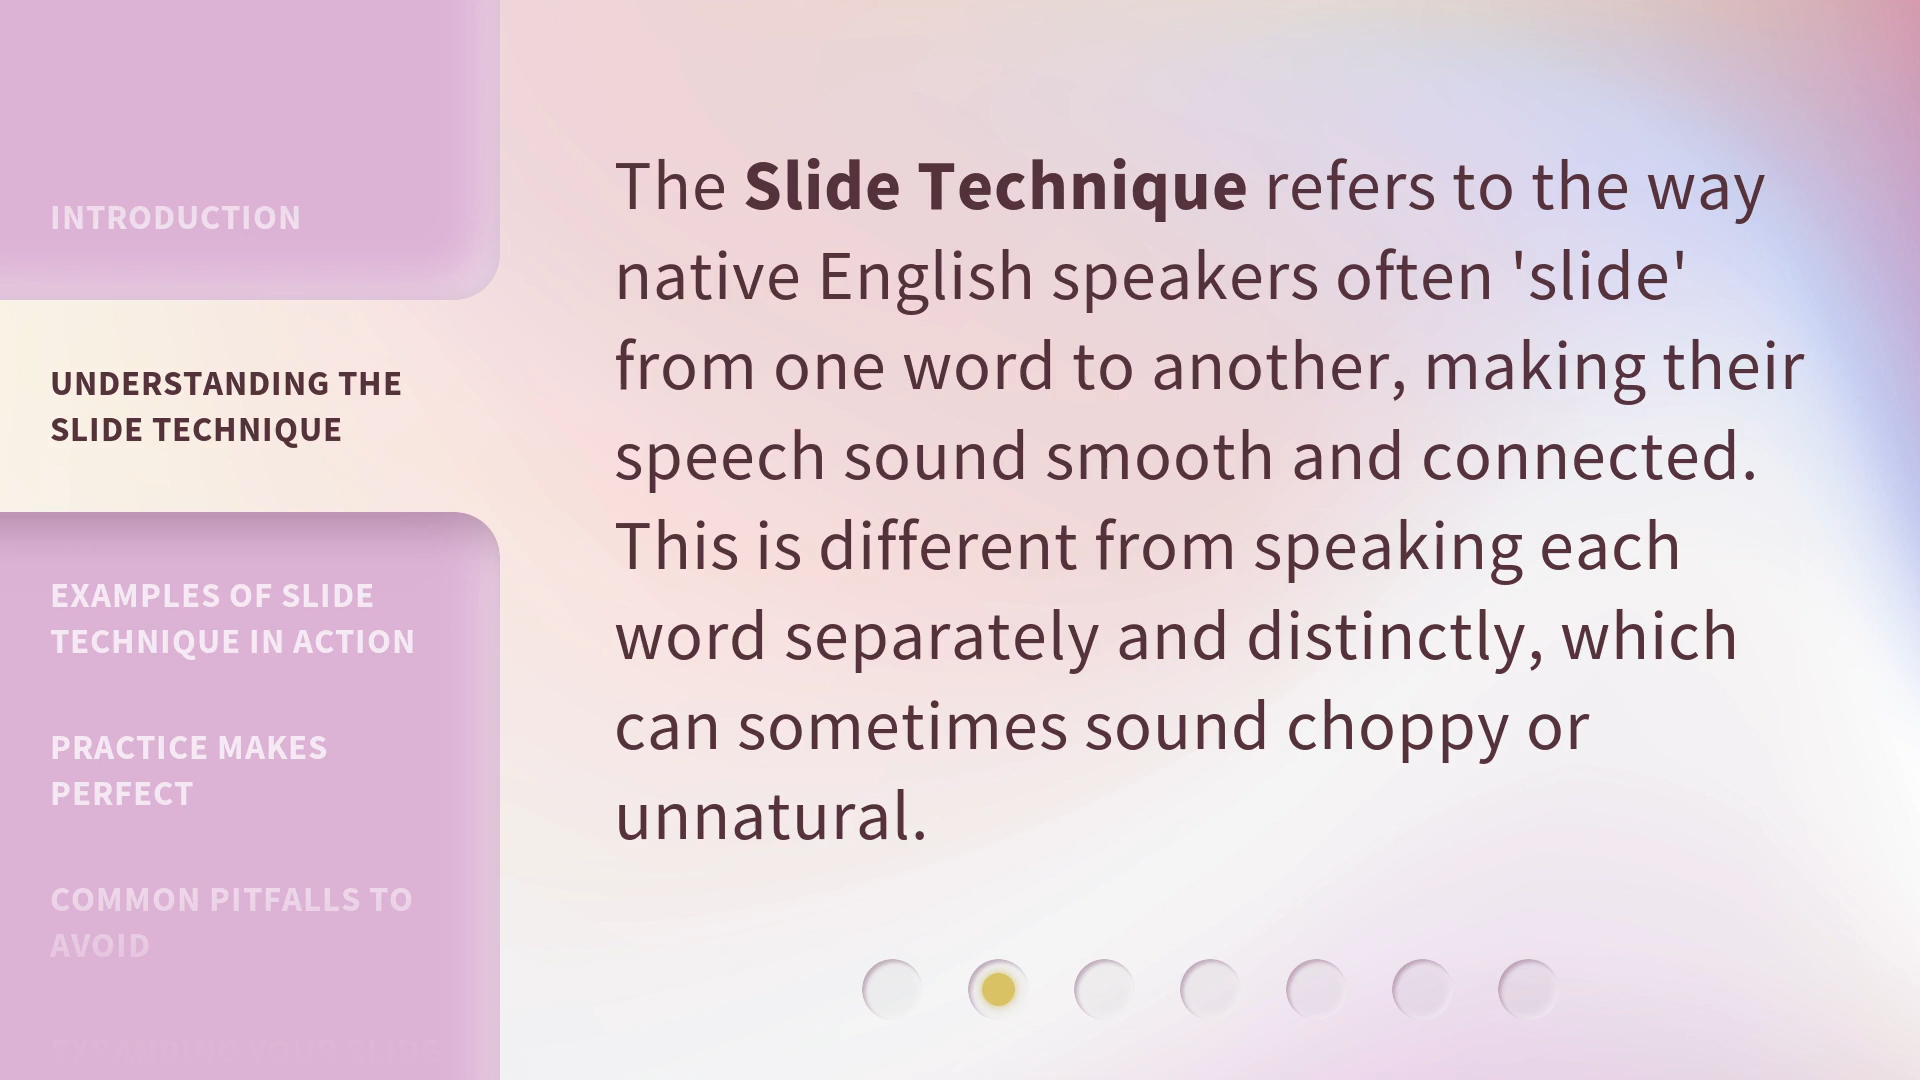 INTRODUCTION
UNDERSTANDING THE
SLIDE TECHNIQUE
EXAMPLES OF SLIDE
TECHNIQUE IN ACTION
PRACTICE MAKES
PERFECT
COMMON PITFALLS TO
AVOID
EXPANDING YOUR SLIDE
The Slide Technique refers to the way
native English speakers often 'slide'
from one word to another, making their
speech sound smooth and connected.
This is different from speaking each
word separately and distinctly, which
can sometimes sound choppy or
unnatural.